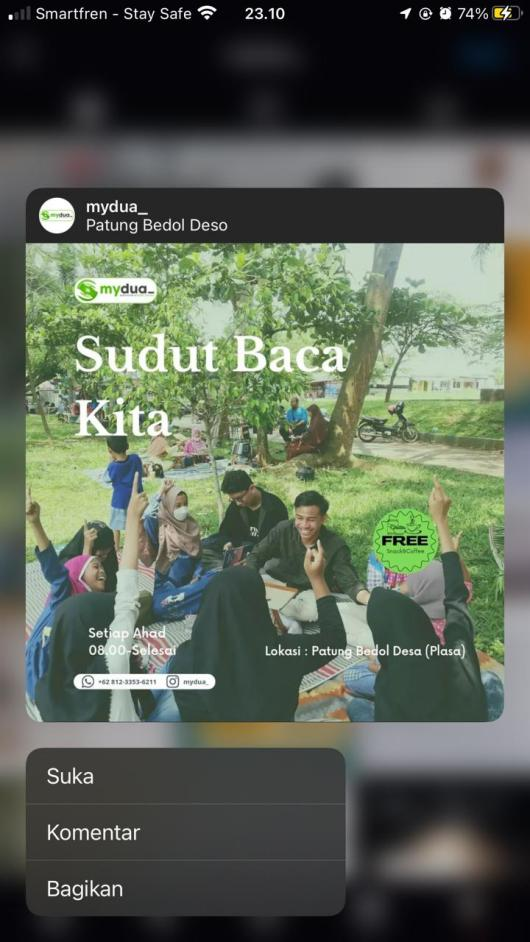 Smartfren - Stay Safe
23.10
74%
mydua_
Patung Bedol Deso
mydua_
Sudut Baca
Kita
FREE
Snack&Coffee
Setiap Ahad
08.00-Selesai
Lokasi : Patung Bedol Desa (Plasa)
+62 812-3353-6211
mydua_
Suka
Komentar
Bagikan